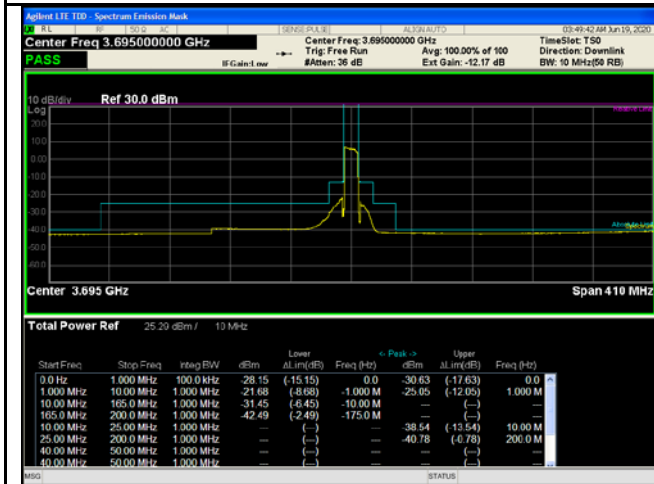 Agilent LTE TDD - Spectrum Emission Mask
RL RF 50 Ω AC SENSE:PULSE ALIGN AUTO 03:49:42 AM Jun 19, 2020
Center Freq 3.695000000 GHz Center Freq: 3.695000000 GHz TimeSlot: TS0
Trig: Free Run Avg: 100.00% of 100 Direction: Downlink
PASS IFGain:Low #Atten: 36 dB Ext Gain: -12.17 dB BW: 10 MHz(50 RB)
10 dB/div Ref 30.0 dBm
Log
20.0
10.0
0.00
-10.0
-20.0
-30.0
-40.0
-50.0
-60.0
Center 3.695 GHz Span 410 MHz
Total Power Ref 25.29 dBm / 10 MHz
Lower <- Peak -> Upper
Start Freq Stop Freq Integ BW dBm ΔLim(dB) Freq (Hz) dBm ΔLim(dB) Freq (Hz)
0.0 Hz 1.000 MHz 100.0 kHz -28.15 (-15.15) 0.0 -30.63 (-17.63) 0.0
1.000 MHz 10.00 MHz 1.000 MHz -21.68 (-8.68) -1.000 M -25.05 (-12.05) 1.000 M
10.00 MHz 165.0 MHz 1.000 MHz -31.45 (-6.45) -10.00 M --- (---) ---
165.0 MHz 200.0 MHz 1.000 MHz -42.49 (-2.49) -175.0 M --- (---) ---
10.00 MHz 25.00 MHz 1.000 MHz --- (---) --- -38.54 (-13.54) 10.00 M
25.00 MHz 200.0 MHz 1.000 MHz --- (---) --- -40.78 (-0.78) 200.0 M
40.00 MHz 50.00 MHz 1.000 MHz --- (---) --- --- (---) ---
40.00 MHz 50.00 MHz 1.000 MHz --- (---) --- --- (---) ---
MSG STATUS